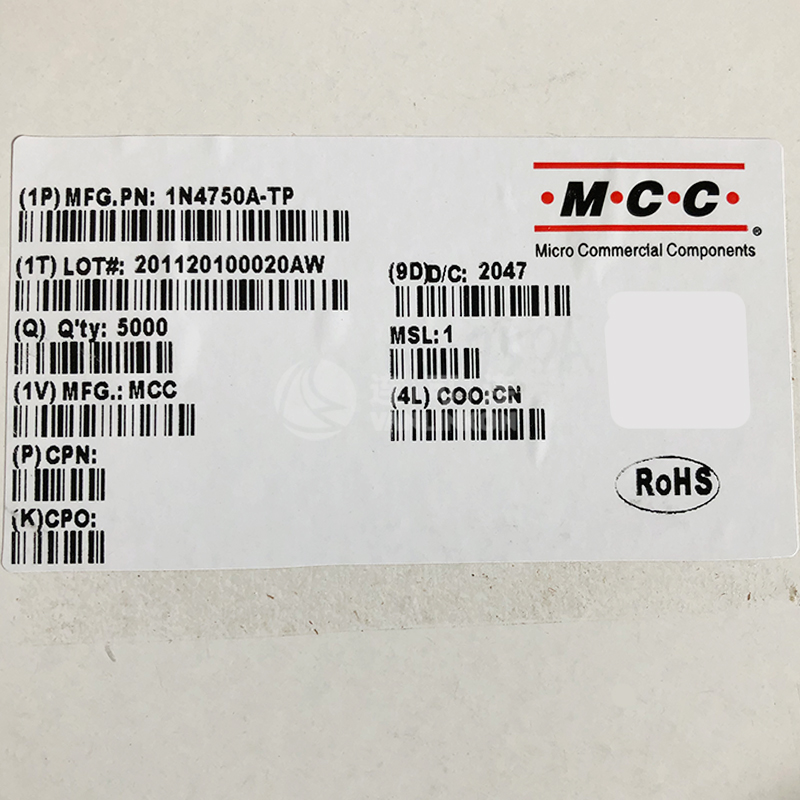 (1P) MFG.PN: 1N4750A-TP
M·C·C
Micro Commercial Components
(1T) LOT#: 201120100020AW
(9D)D/C: 2047
(Q) Q'ty: 5000
MSL:1
(1V) MFG.: MCC
(4L) COO:CN
(P)CPN:
(K)CPO:
RoHS